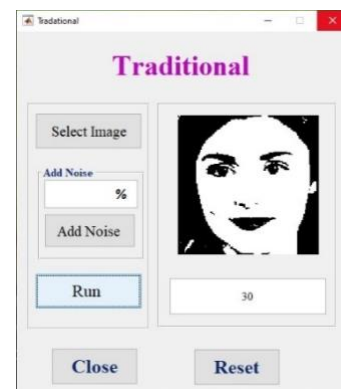 Tradational
Traditional
Select Image
Add Noise
%
Add Noise
Run
30
Close
Reset